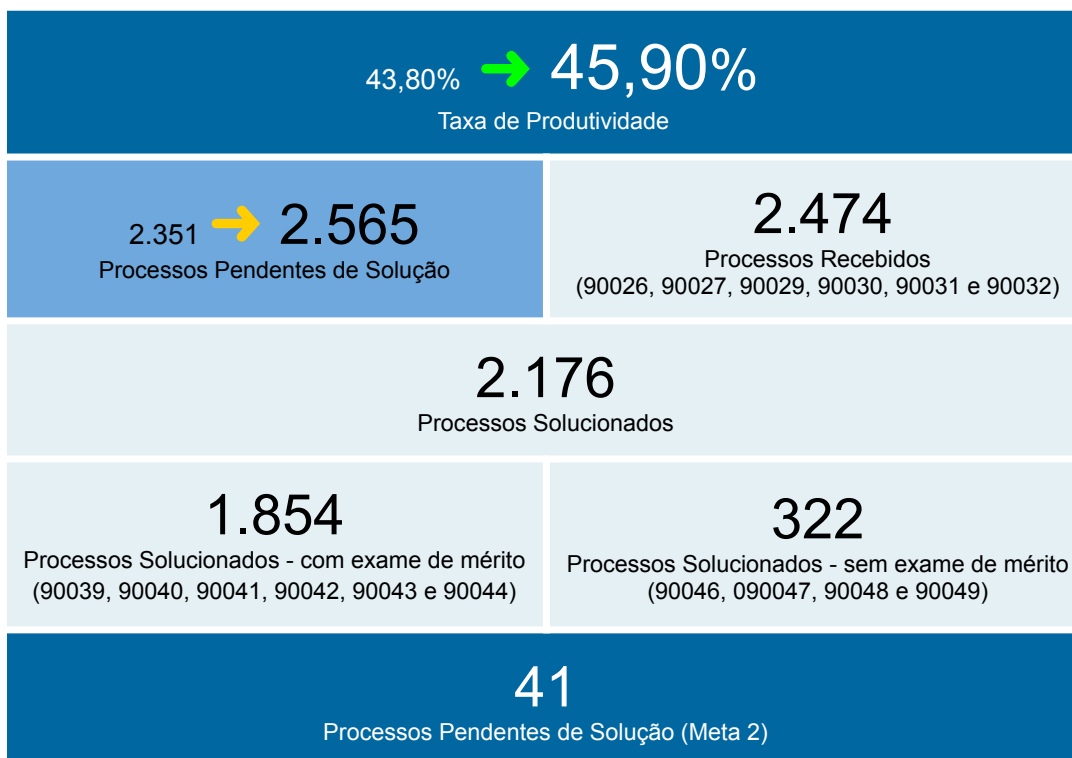 43,80% ➜ 45,90%
Taxa de Produtividade
2.351 ➜ 2.565
Processos Pendentes de Solução
2.474
Processos Recebidos
(90026, 90027, 90029, 90030, 90031 e 90032)
2.176
Processos Solucionados
1.854
Processos Solucionados - com exame de mérito
(90039, 90040, 90041, 90042, 90043 e 90044)
322
Processos Solucionados - sem exame de mérito
(90046, 090047, 90048 e 90049)
41
Processos Pendentes de Solução (Meta 2)